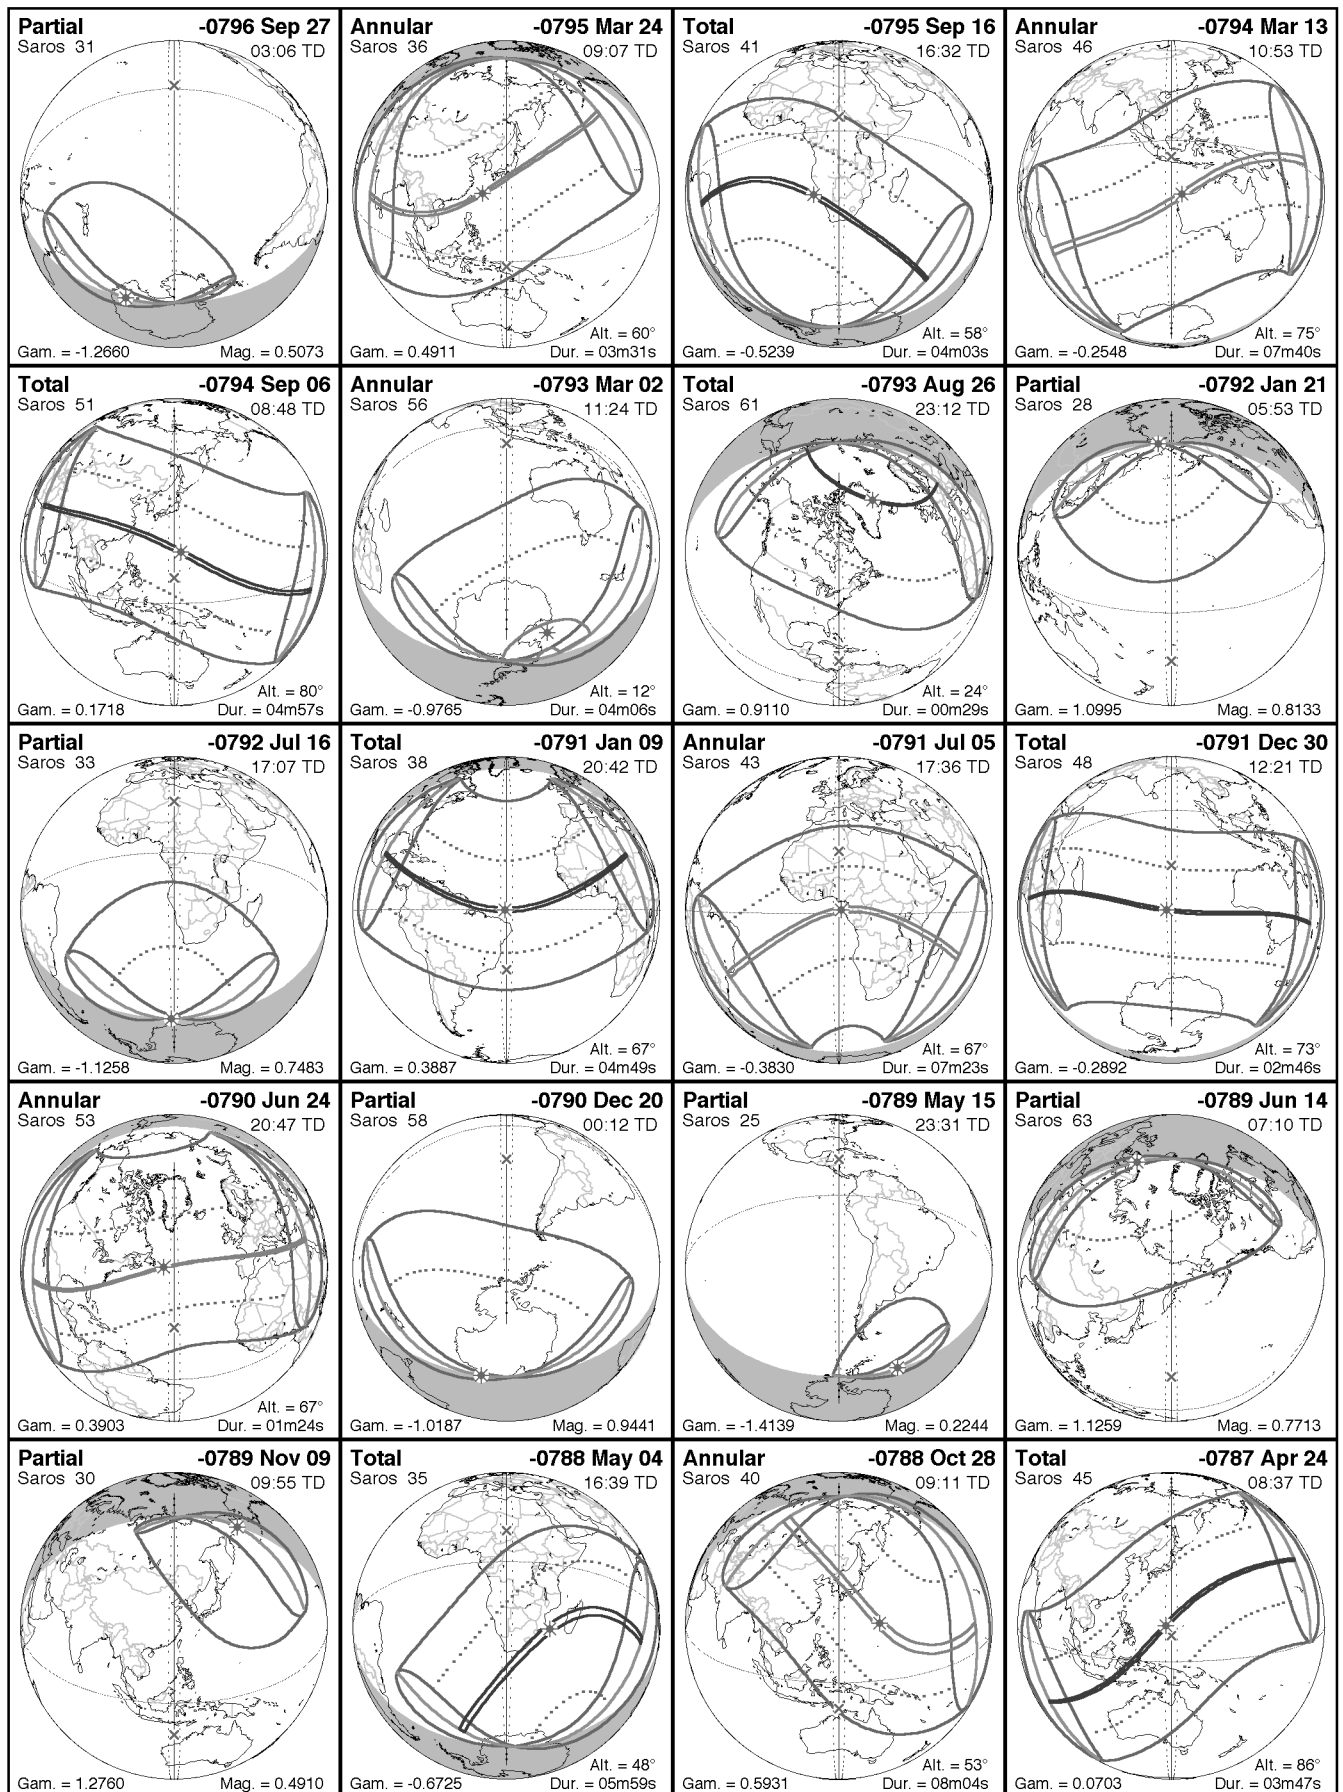 Partial -0796 Sep 27
Saros 31 03:06 TD
Gam. = -1.2660 Mag. = 0.5073
Annular -0795 Mar 24
Saros 36 09:07 TD
Alt. = 60°
Gam. = 0.4911 Dur. = 03m31s
Total -0795 Sep 16
Saros 41 16:32 TD
Alt. = 58°
Gam. = -0.5239 Dur. = 04m03s
Annular -0794 Mar 13
Saros 46 10:53 TD
Alt. = 75°
Gam. = -0.2548 Dur. = 07m40s
Total -0794 Sep 06
Saros 51 08:48 TD
Alt. = 80°
Gam. = 0.1718 Dur. = 04m57s
Annular -0793 Mar 02
Saros 56 11:24 TD
Alt. = 12°
Gam. = -0.9765 Dur. = 04m06s
Total -0793 Aug 26
Saros 61 23:12 TD
Alt. = 24°
Gam. = 0.9110 Dur. = 00m29s
Partial -0792 Jan 21
Saros 28 05:53 TD
Gam. = 1.0995 Mag. = 0.8133
Partial -0792 Jul 16
Saros 33 17:07 TD
Gam. = -1.1258 Mag. = 0.7483
Total -0791 Jan 09
Saros 38 20:42 TD
Alt. = 67°
Gam. = 0.3887 Dur. = 04m49s
Annular -0791 Jul 05
Saros 43 17:36 TD
Alt. = 67°
Gam. = -0.3830 Dur. = 07m23s
Total -0791 Dec 30
Saros 48 12:21 TD
Alt. = 73°
Gam. = -0.2892 Dur. = 02m46s
Annular -0790 Jun 24
Saros 53 20:47 TD
Alt. = 67°
Gam. = 0.3903 Dur. = 01m24s
Partial -0790 Dec 20
Saros 58 00:12 TD
Gam. = -1.0187 Mag. = 0.9441
Partial -0789 May 15
Saros 25 23:31 TD
Gam. = -1.4139 Mag. = 0.2244
Partial -0789 Jun 14
Saros 63 07:10 TD
Gam. = 1.1259 Mag. = 0.7713
Partial -0789 Nov 09
Saros 30 09:55 TD
Gam. = 1.2760 Mag. = 0.4910
Total -0788 May 04
Saros 35 16:39 TD
Alt. = 48°
Gam. = -0.6725 Dur. = 05m59s
Annular -0788 Oct 28
Saros 40 09:11 TD
Alt. = 53°
Gam. = 0.5931 Dur. = 08m04s
Total -0787 Apr 24
Saros 45 08:37 TD
Alt. = 86°
Gam. = 0.0703 Dur. = 03m47s